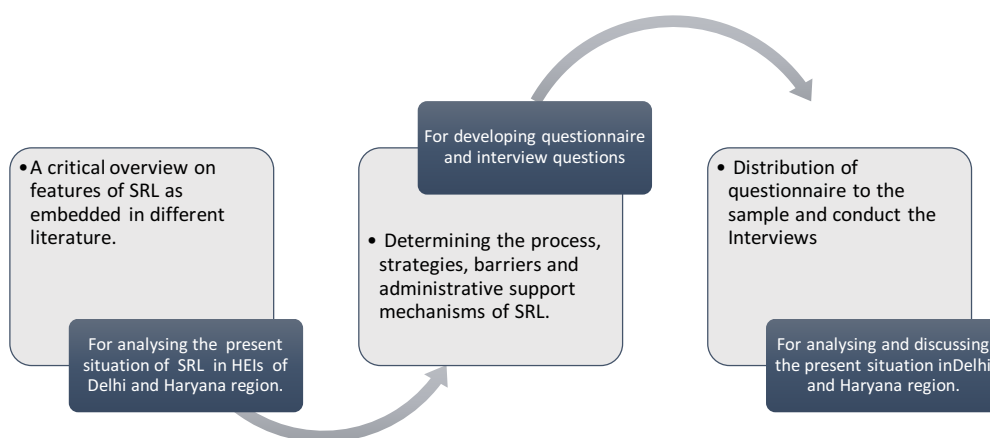 •A critical overview on
features of SRL as
embedded in different
literature.
For analysing the present
situation of SRL in HEIs of
Delhi and Haryana region.
For developing questionnaire
and interview questions
• Determining the process,
strategies, barriers and
administrative support
mechanisms of SRL.
• Distribution of
questionnaire to the
sample and conduct the
Interviews
For analysing and discussing
the present situation inDelhi
and Haryana region.